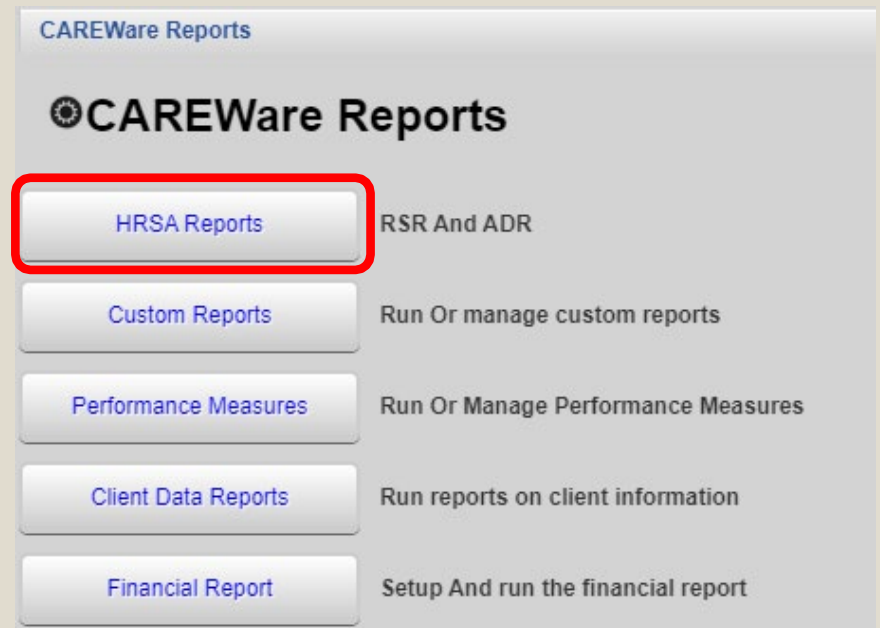 CAREWare Reports
CAREWare Reports
HRSA Reports RSR And ADR
Custom Reports Run Or manage custom reports
Performance Measures Run Or Manage Performance Measures
Client Data Reports Run reports on client information
Financial Report Setup And run the financial report